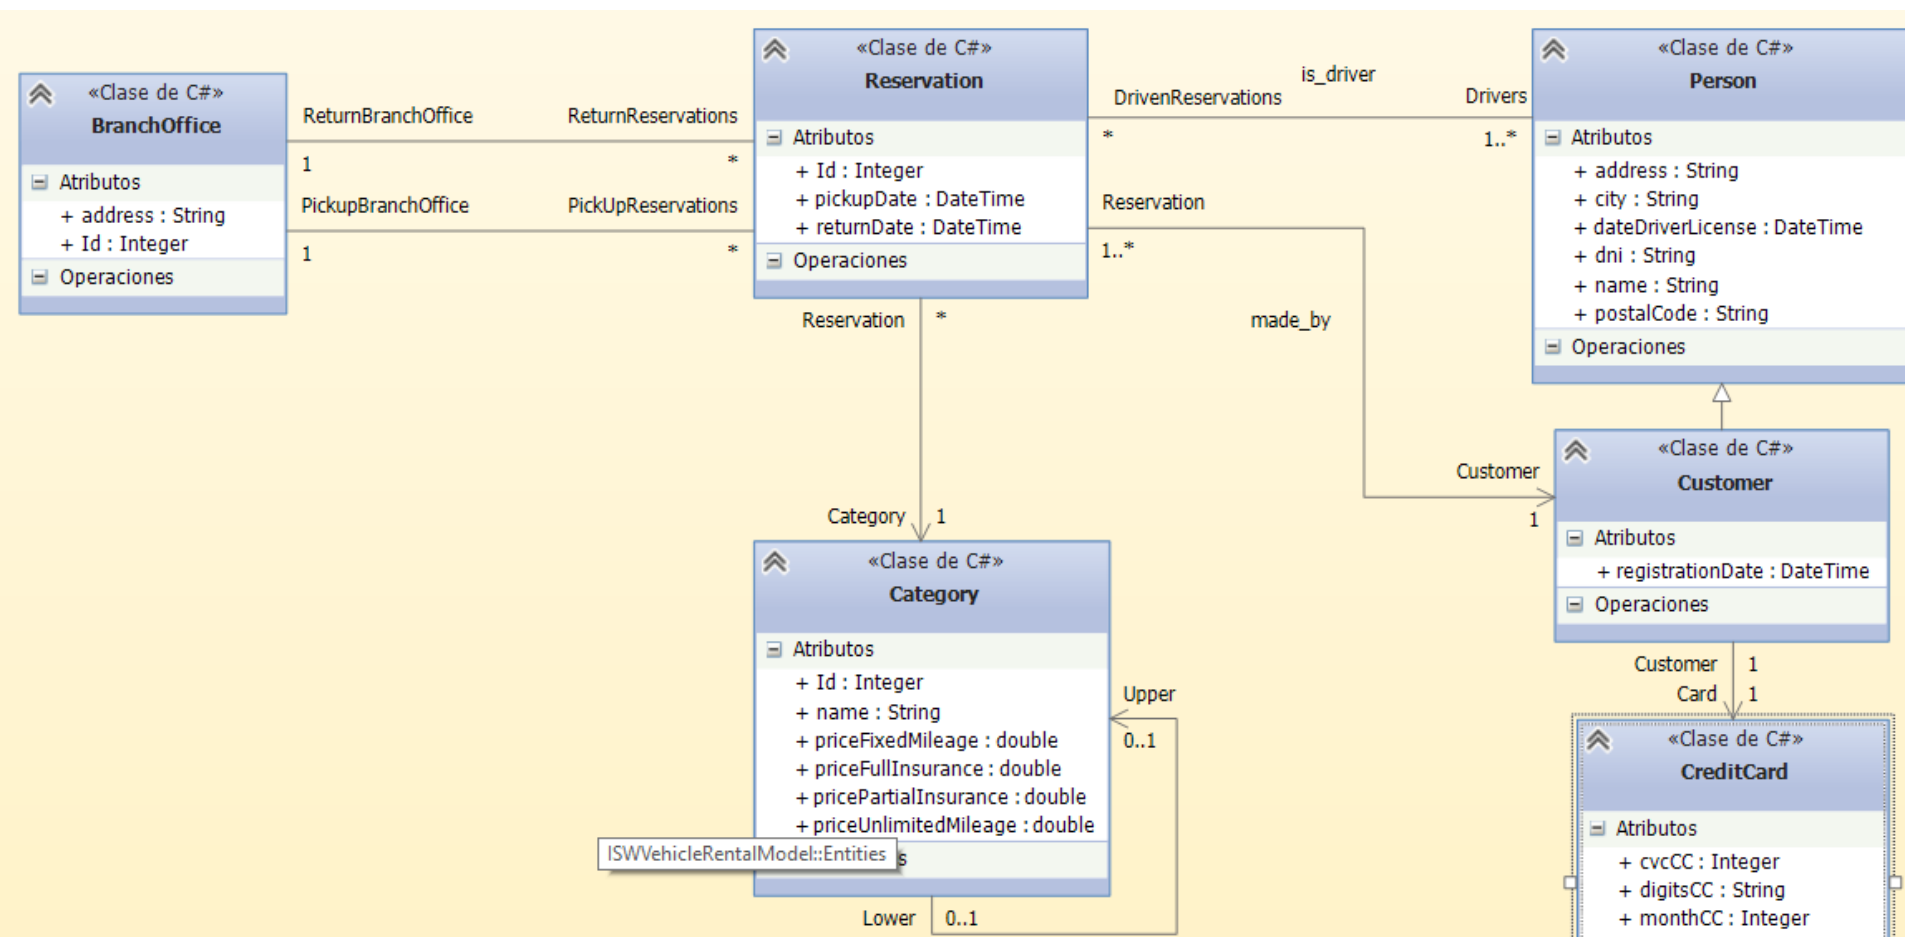 «Clase de C#»
BranchOffice
Atributos
+ address : String
+ Id : Integer
Operaciones
ReturnBranchOffice
ReturnReservations
1
*
PickupBranchOffice
PickUpReservations
1
*
«Clase de C#»
Reservation
Atributos
+ Id : Integer
+ pickupDate : DateTime
+ returnDate : DateTime
Operaciones
is_driver
DrivenReservations
Drivers
*
1..*
Reservation
1..*
made_by
Customer
1
«Clase de C#»
Person
Atributos
+ address : String
+ city : String
+ dateDriverLicense : DateTime
+ dni : String
+ name : String
+ postalCode : String
Operaciones
Reservation
*
Category
1
«Clase de C#»
Category
Atributos
+ Id : Integer
+ name : String
+ priceFixedMileage : double
+ priceFullInsurance : double
+ pricePartialInsurance : double
+ priceUnlimitedMileage : double
ISWVehicleRentalModel::Entities
s
Upper
0..1
Lower
0..1
«Clase de C#»
Customer
Atributos
+ registrationDate : DateTime
Operaciones
Customer
1
Card
1
«Clase de C#»
CreditCard
Atributos
+ cvcCC : Integer
+ digitsCC : String
+ monthCC : Integer